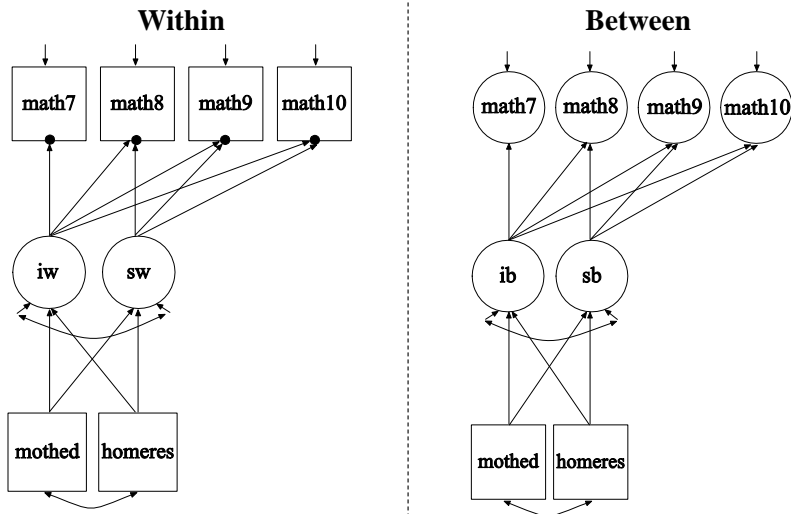 Within
Between
math7 math8 math9 math10
math7 math8 math9 math10
iw sw
ib sb
mothed homeres
mothed homeres